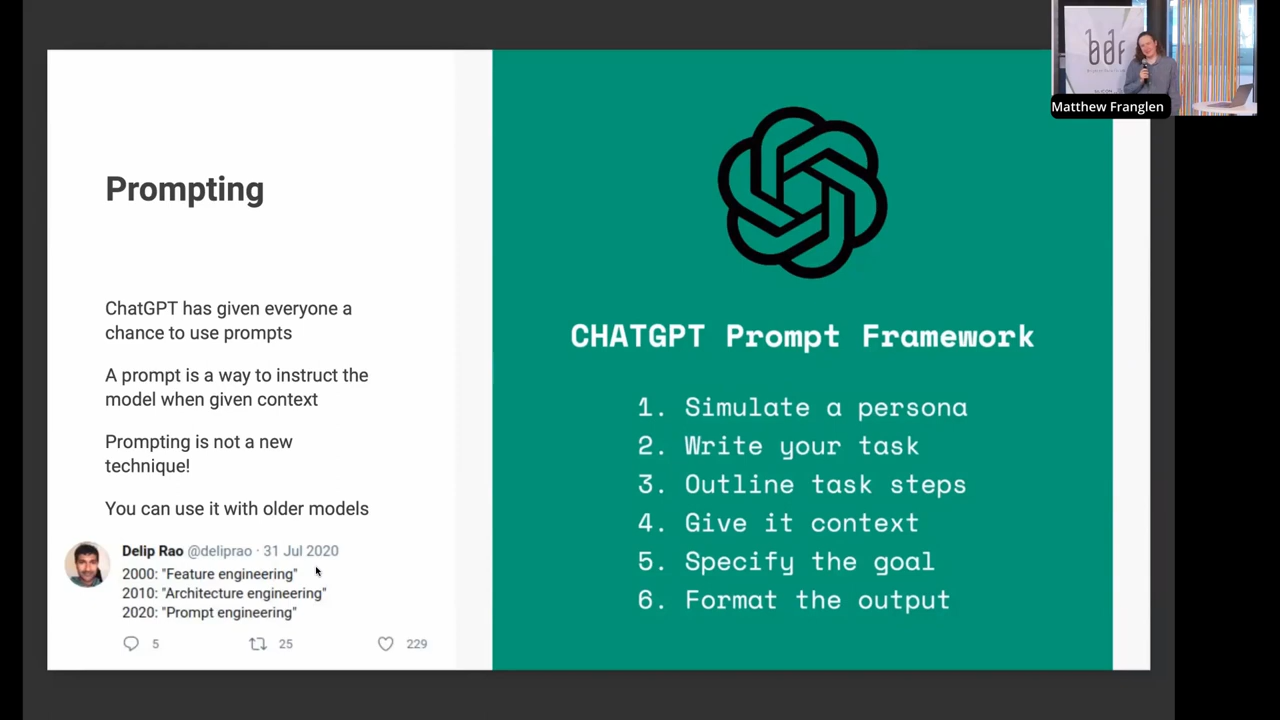 Prompting
ChatGPT has given everyone a
chance to use prompts
A prompt is a way to instruct the
model when given context
Prompting is not a new
technique!
You can use it with older models
Delip Rao @deliprao · 31 Jul 2020
2000: "Feature engineering"
2010: "Architecture engineering"
2020: "Prompt engineering"
5 25 229
CHATGPT Prompt Framework
1. Simulate a persona
2. Write your task
3. Outline task steps
4. Give it context
5. Specify the goal
6. Format the output
Matthew Franglen